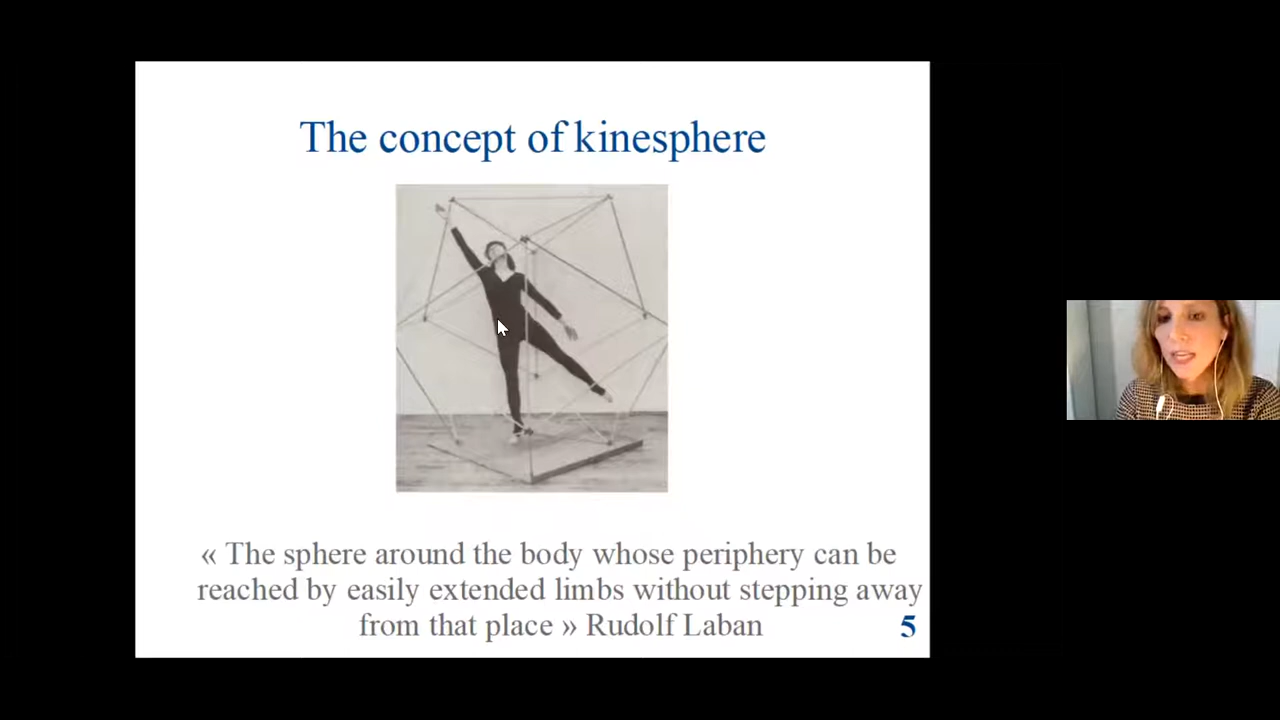 The concept of kinesphere
« The sphere around the body whose periphery can be
reached by easily extended limbs without stepping away
from that place » Rudolf Laban
5